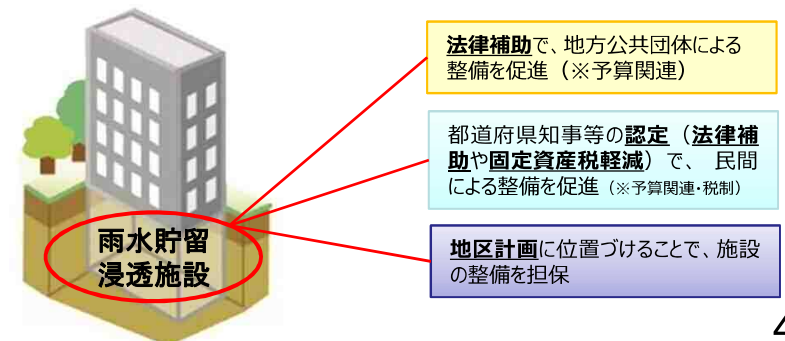 法律補助で、地方公共団体による
整備を促進（※予算関連）
都道府県知事等の認定（法律補
助や固定資産税軽減）で、 民間
による整備を促進（※予算関連・税制）
雨水貯留
浸透施設
地区計画に位置づけることで、施設
の整備を担保